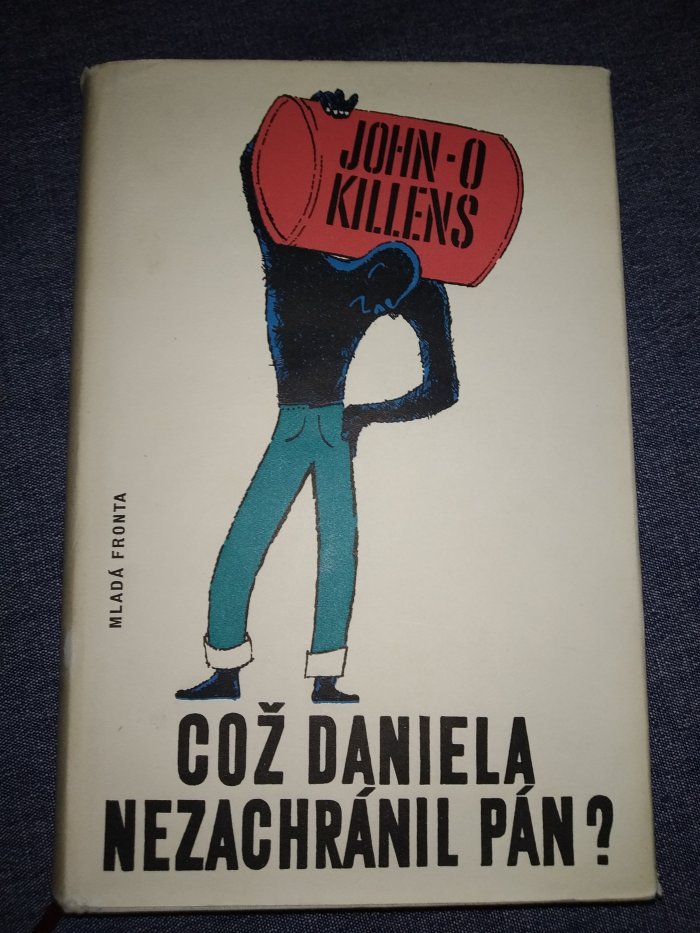 JOHN-O
KILLENS
MLADÁ FRONTA
COŽ DANIELA
NEZACHRÁNIL PÁN?